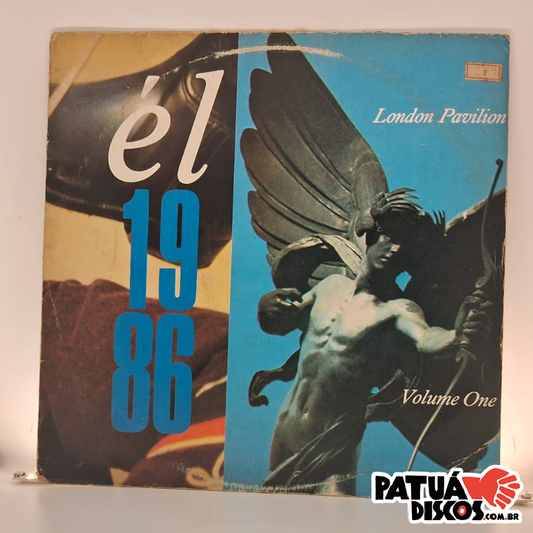 él
19
86
London Pavilion
Volume One
PATUÁ
DISCOS.COM.BR